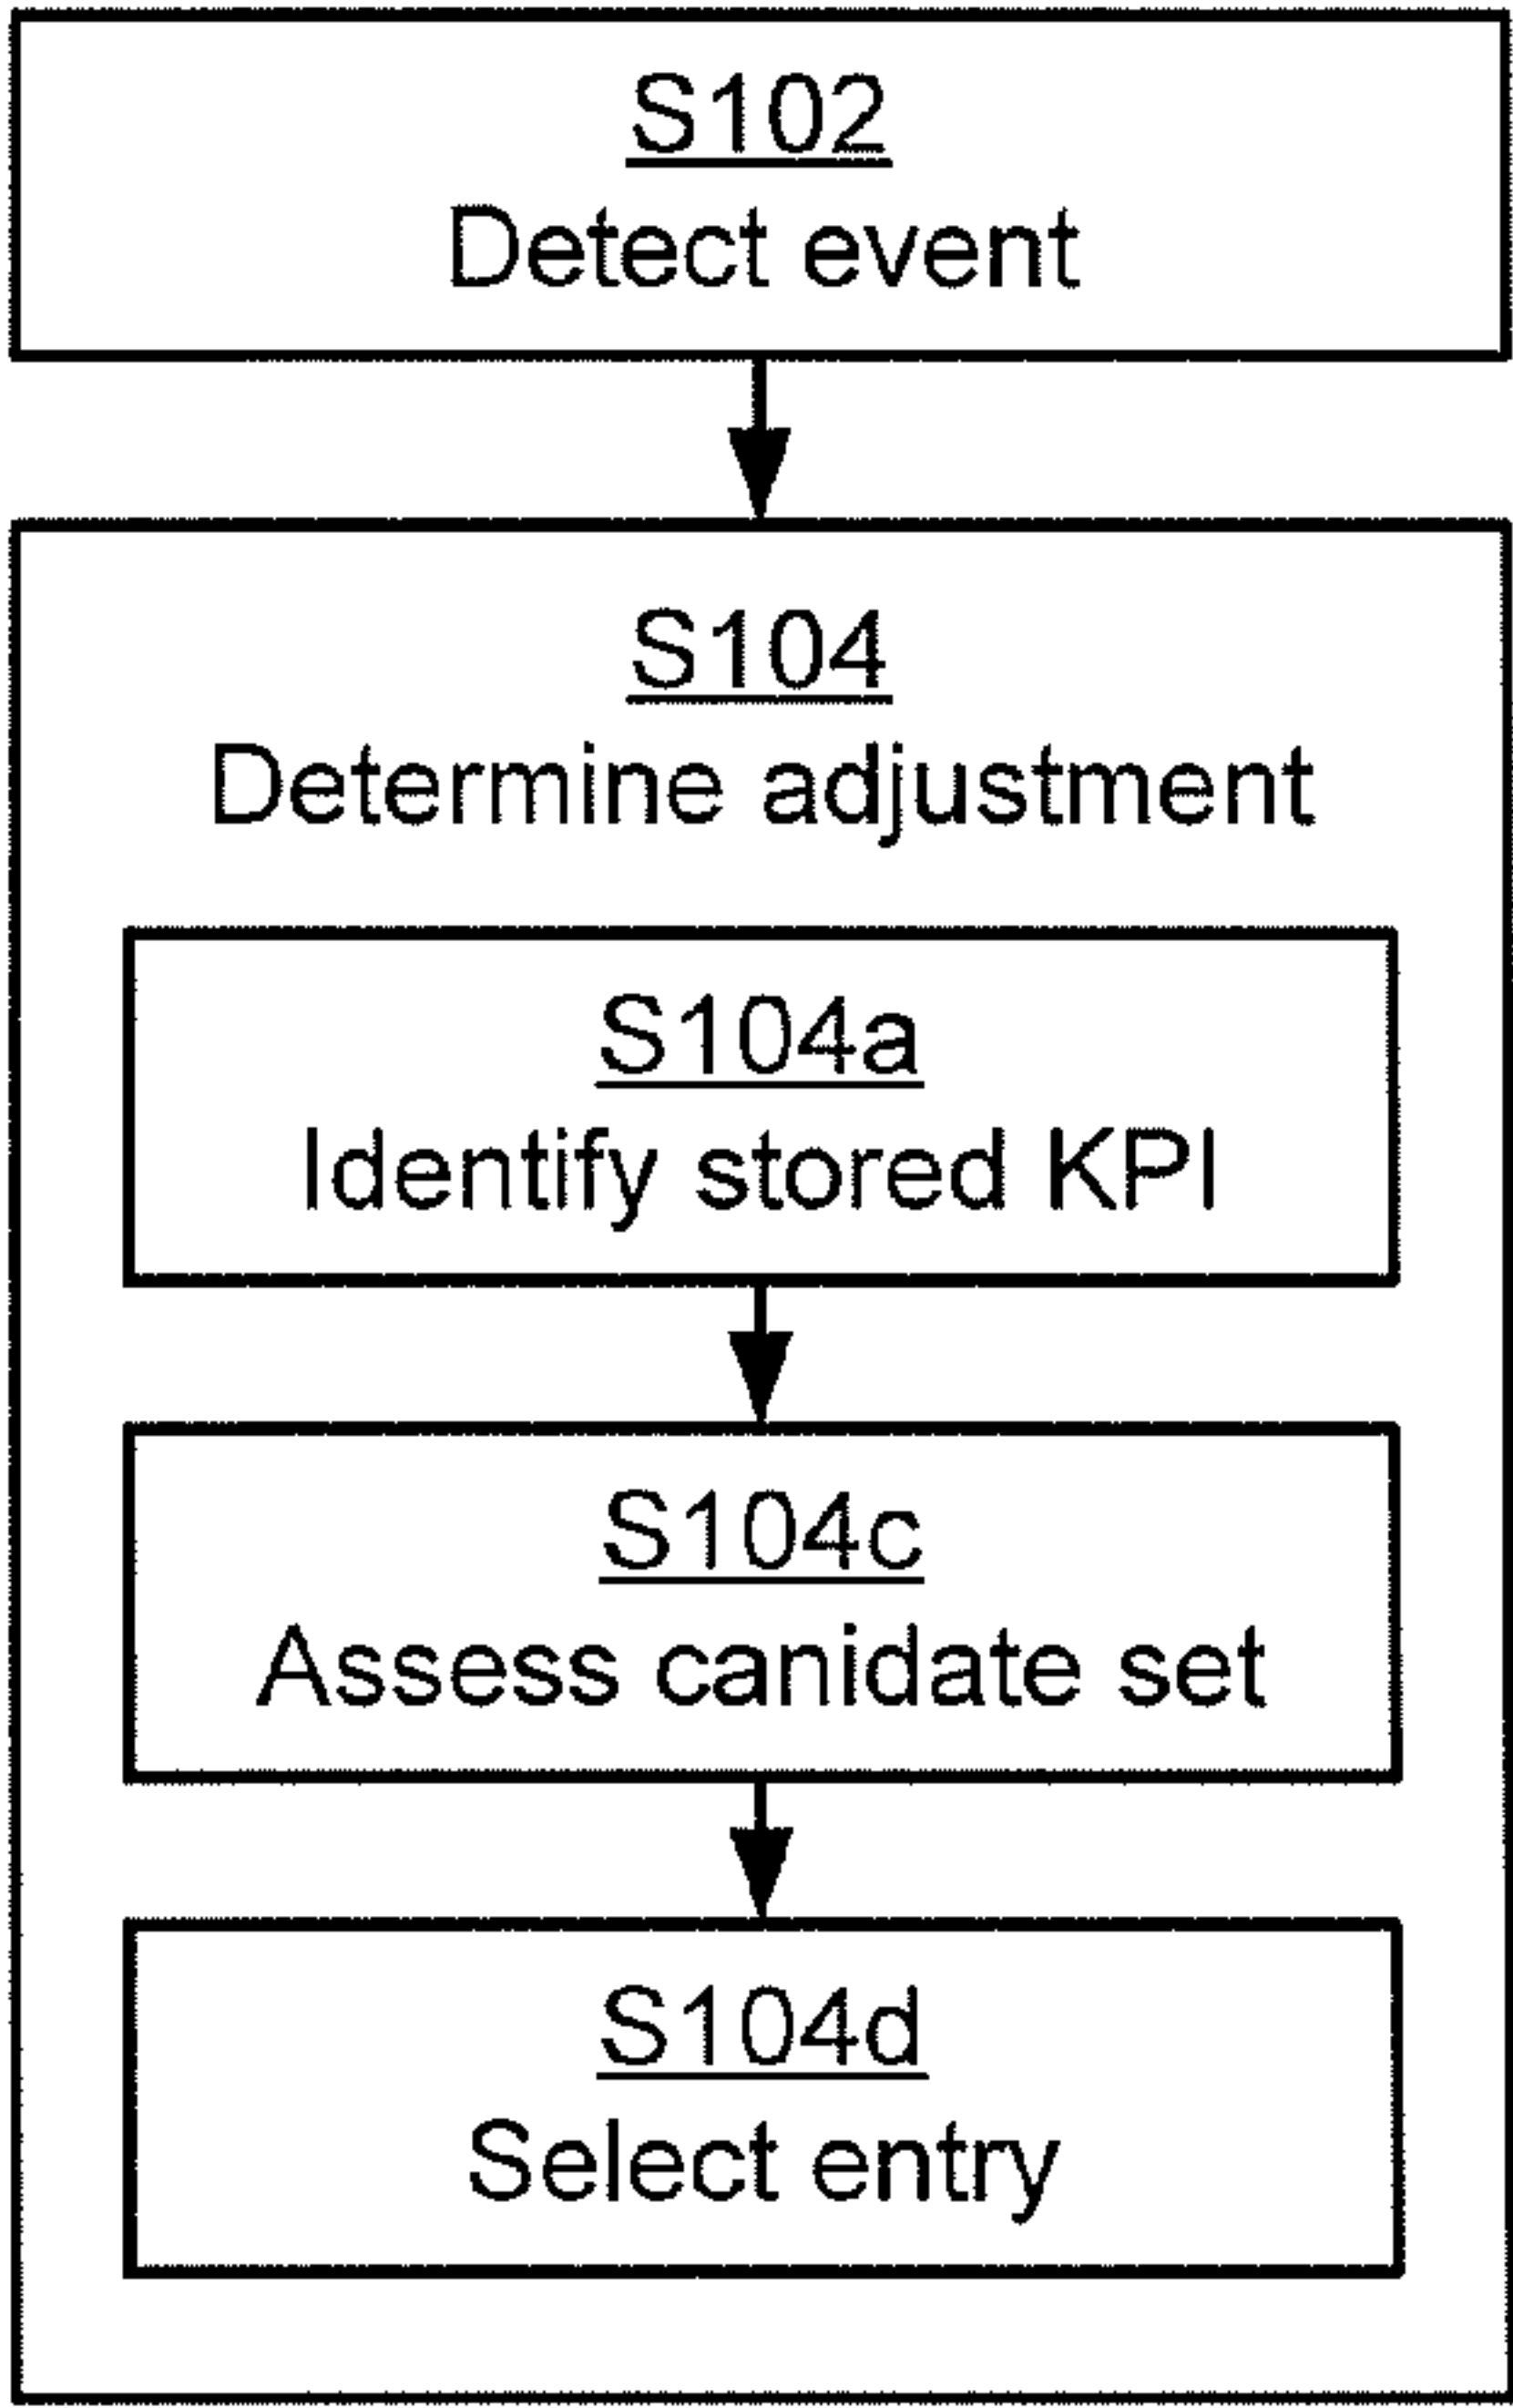 S102
Detect event
S104
Determine adjustment
S104a
Identify stored KPI
S104c
Assess canidate set
S104d
Select entry